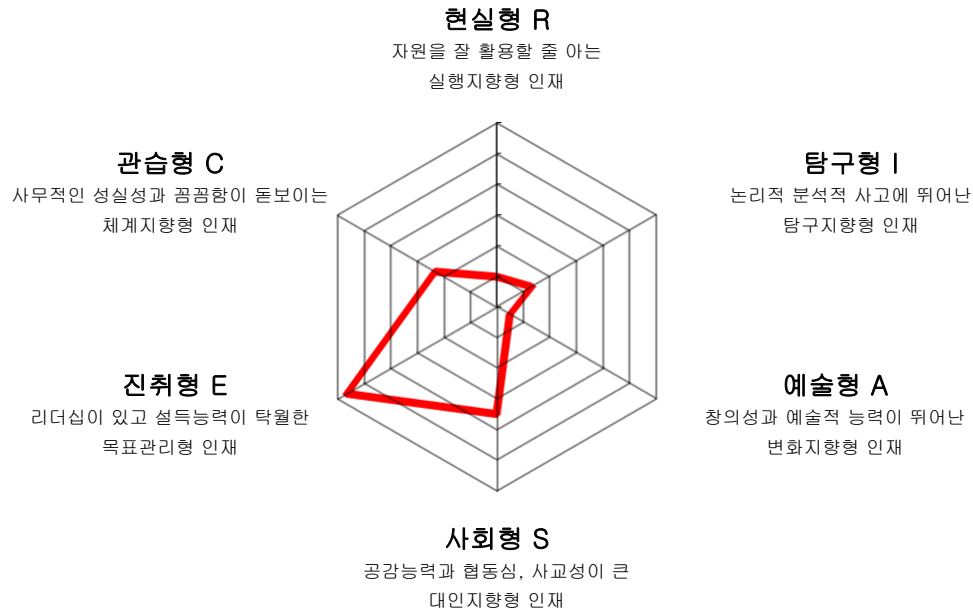 현실형 R
자원을 잘 활용할 줄 아는
실행지향형 인재
관습형 C
사무적인 성실성과 꼼꼼함이 돋보이는
체계지향형 인재
탐구형 I
논리적 분석적 사고에 뛰어난
탐구지향형 인재
진취형 E
리더십이 있고 설득능력이 탁월한
목표관리형 인재
예술형 A
창의성과 예술적 능력이 뛰어난
변화지향형 인재
사회형 S
공감능력과 협동심, 사교성이 큰
대인지향형 인재